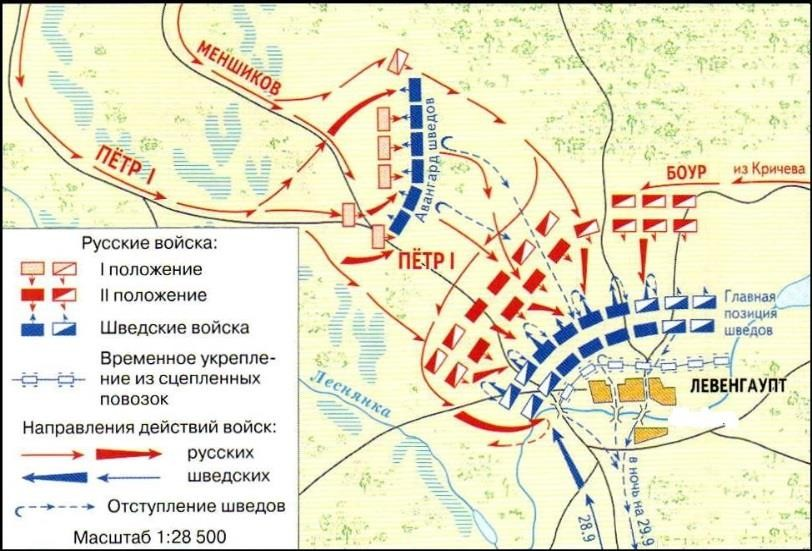 МЕНШИКОВ
ПЁТР I
Авангард шведов
БОУР
из Кричева
ПЁТР I
Главная
позиция
шведов
ЛЕВЕНГАУПТ
Леснянка
в ночь на 29.9
28.9
Русские войска:
I положение
II положение
Шведские войска
Временное укрепле-
ние из сцепленных
повозок
Направления действий войск:
русских
шведских
Отступление шведов
Масштаб 1:28 500